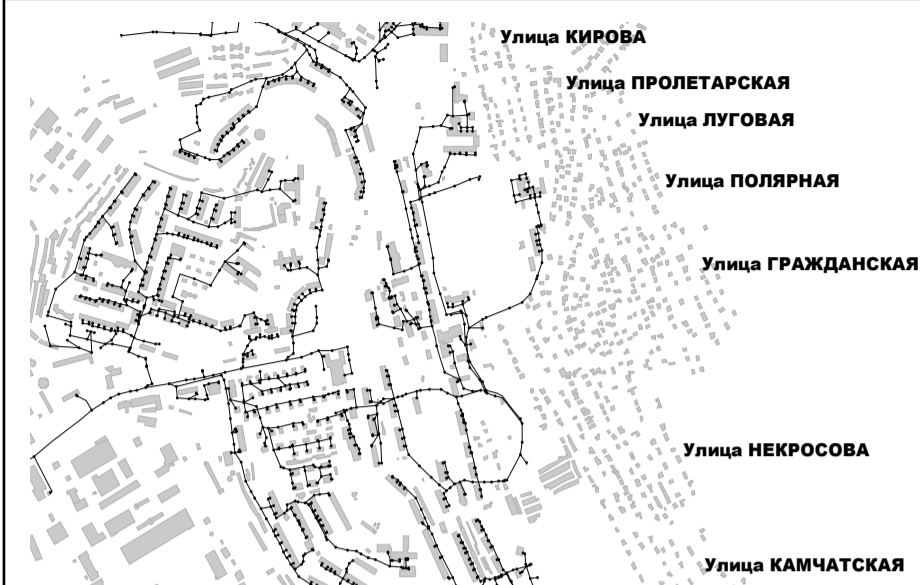 Улица КИРОВА
Улица ПРОЛЕТАРСКАЯ
Улица ЛУГОВАЯ
Улица ПОЛЯРНАЯ
Улица ГРАЖДАНСКАЯ
Улица НЕКРОСОВА
Улица КАМЧАТСКАЯ